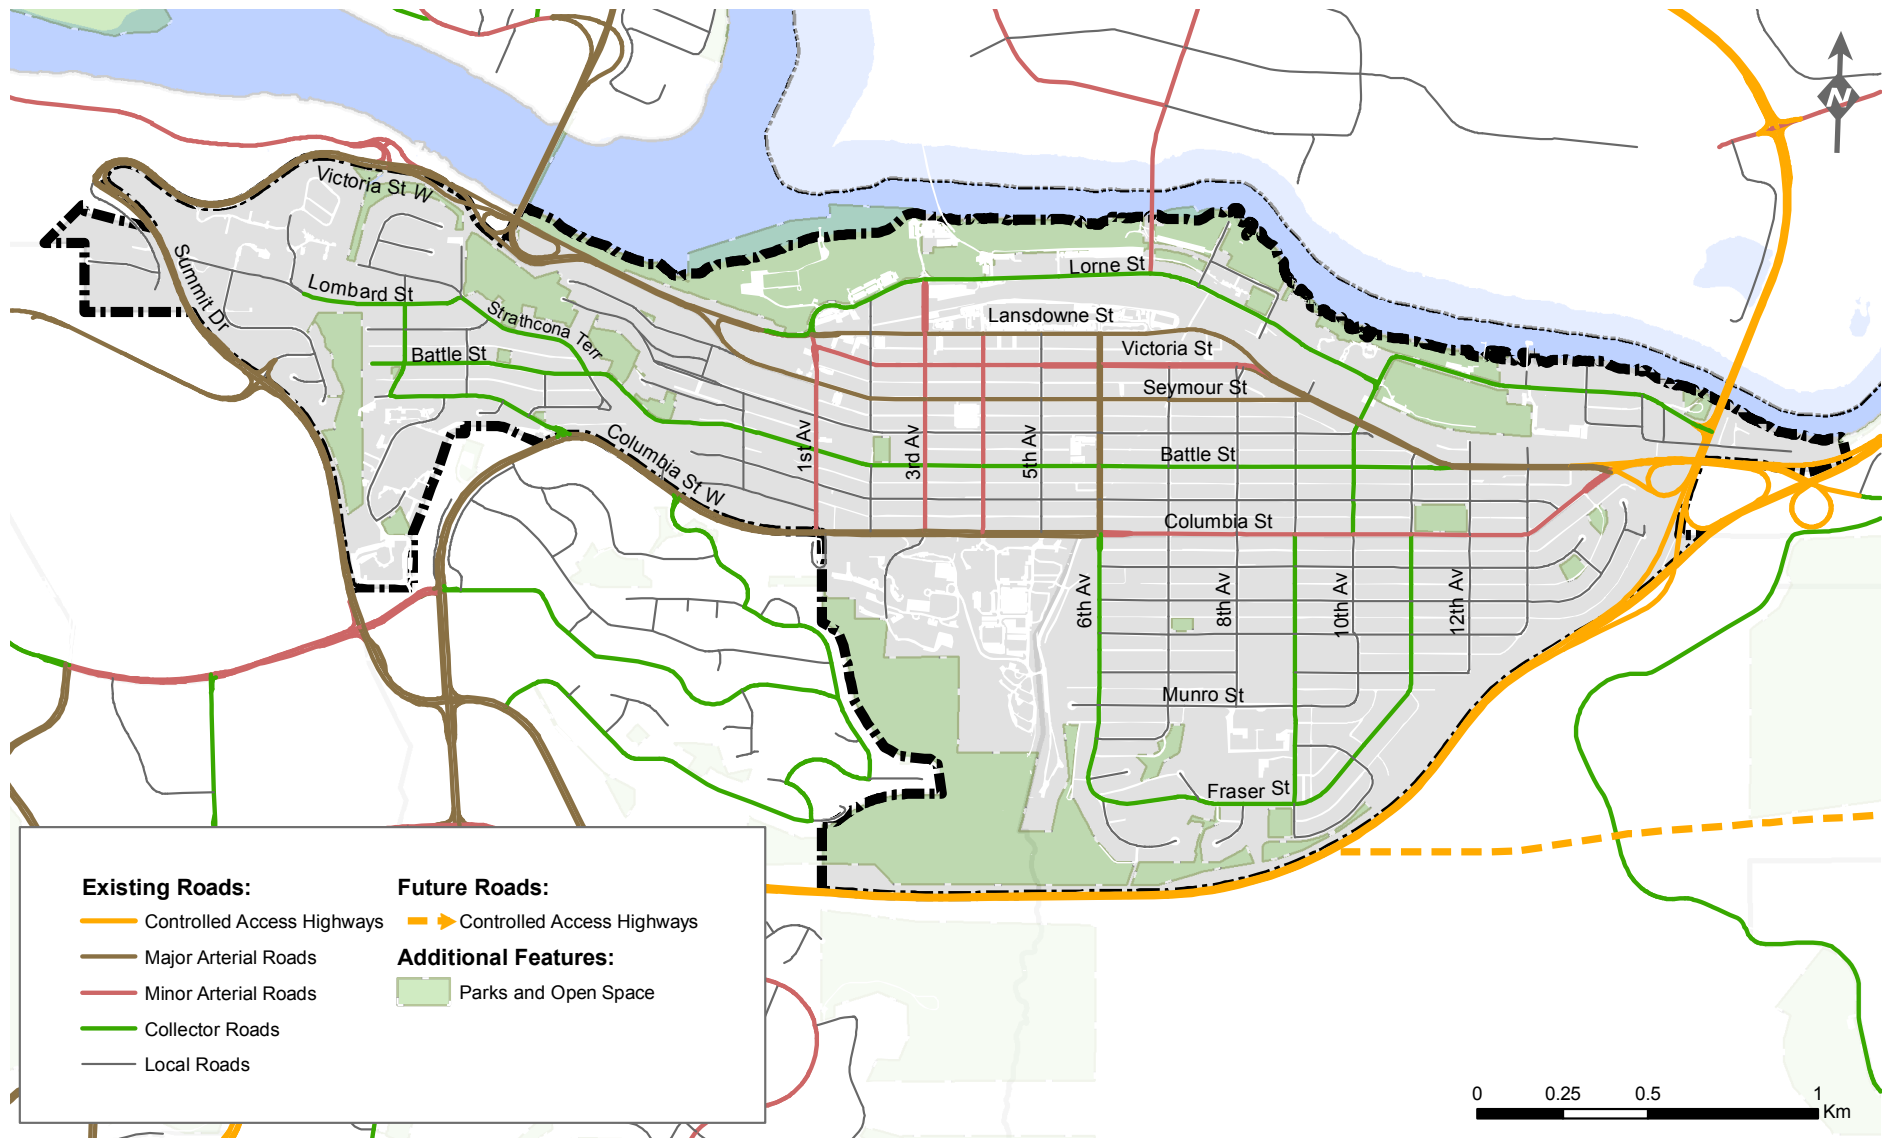 N
Victoria St W
Summit Dr
Lombard St
Strathcona Terr
Battle St
Columbia St W
Lorne St
Lansdowne St
Victoria St
Seymour St
1st Av
3rd Av
5th Av
Battle St
Columbia St
6th Av
8th Av
10th Av
12th Av
Munro St
Fraser St
Existing Roads:
Controlled Access Highways
Major Arterial Roads
Minor Arterial Roads
Collector Roads
Local Roads
Future Roads:
Controlled Access Highways
Additional Features:
Parks and Open Space
0 0.25 0.5 1
Km